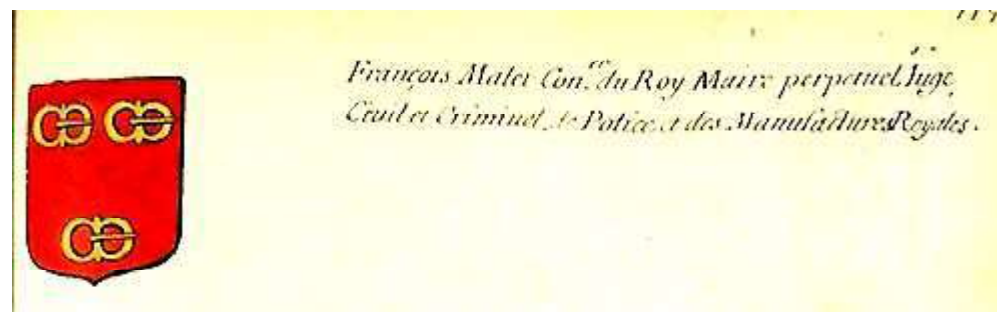 François Malet Con.er du Roy Maire perpetuel Juge
Civil et Criminel de Police et des Manufactures Royales.